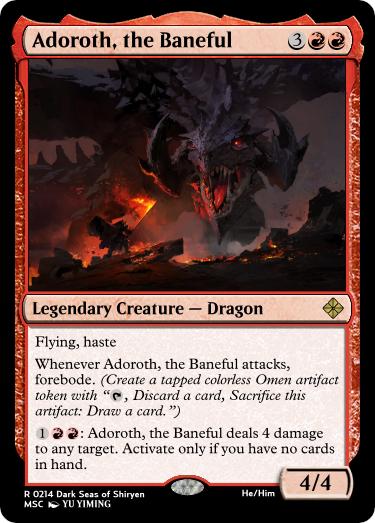 Adoroth, the Baneful 3
Legendary Creature — Dragon
Flying, haste
Whenever Adoroth, the Baneful attacks,
forebode. (Create a tapped colorless Omen artifact
token with “, Discard a card, Sacrifice this
artifact: Draw a card.”)
1: Adoroth, the Baneful deals 4 damage
to any target. Activate only if you have no cards
in hand.
4/4
R 0214 Dark Seas of Shiryen He/Him
MSC YU YIMING